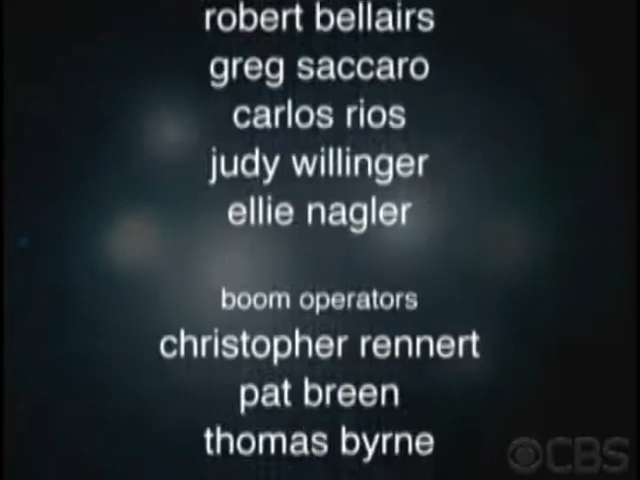 robert bellairs
greg saccaro
carlos rios
judy willinger
ellie nagler
boom operators
christopher rennert
pat breen
thomas byrne
CBS